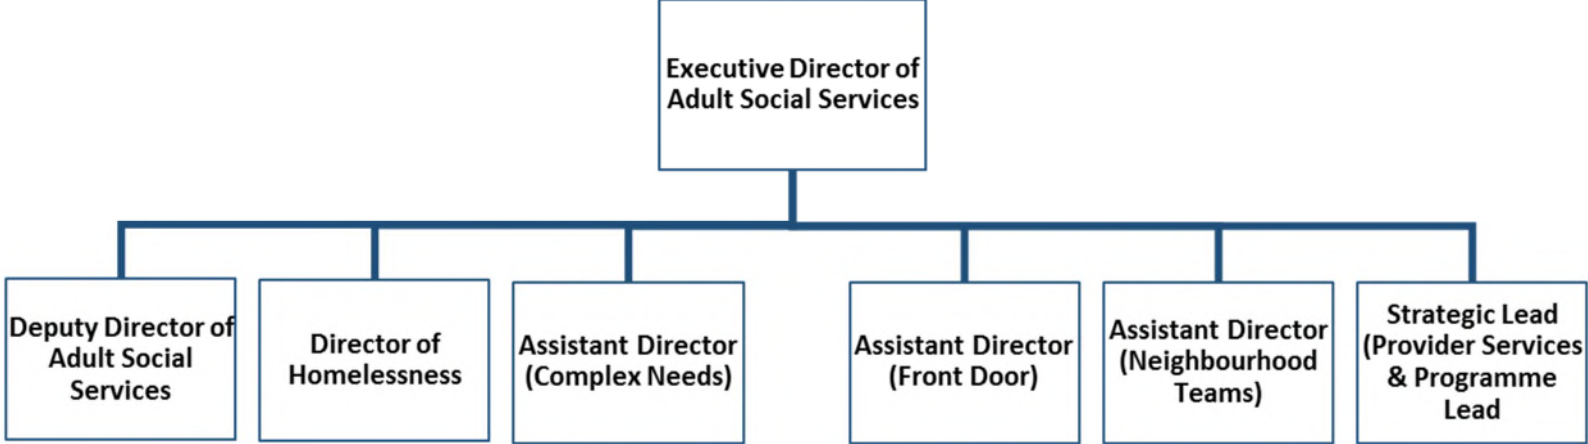 Executive Director of
Adult Social Services
Deputy Director of
Adult Social
Services
Director of
Homelessness
Assistant Director
(Complex Needs)
Assistant Director
(Front Door)
Assistant Director
(Neighbourhood
Teams)
Strategic Lead
(Provider Services
& Programme
Lead